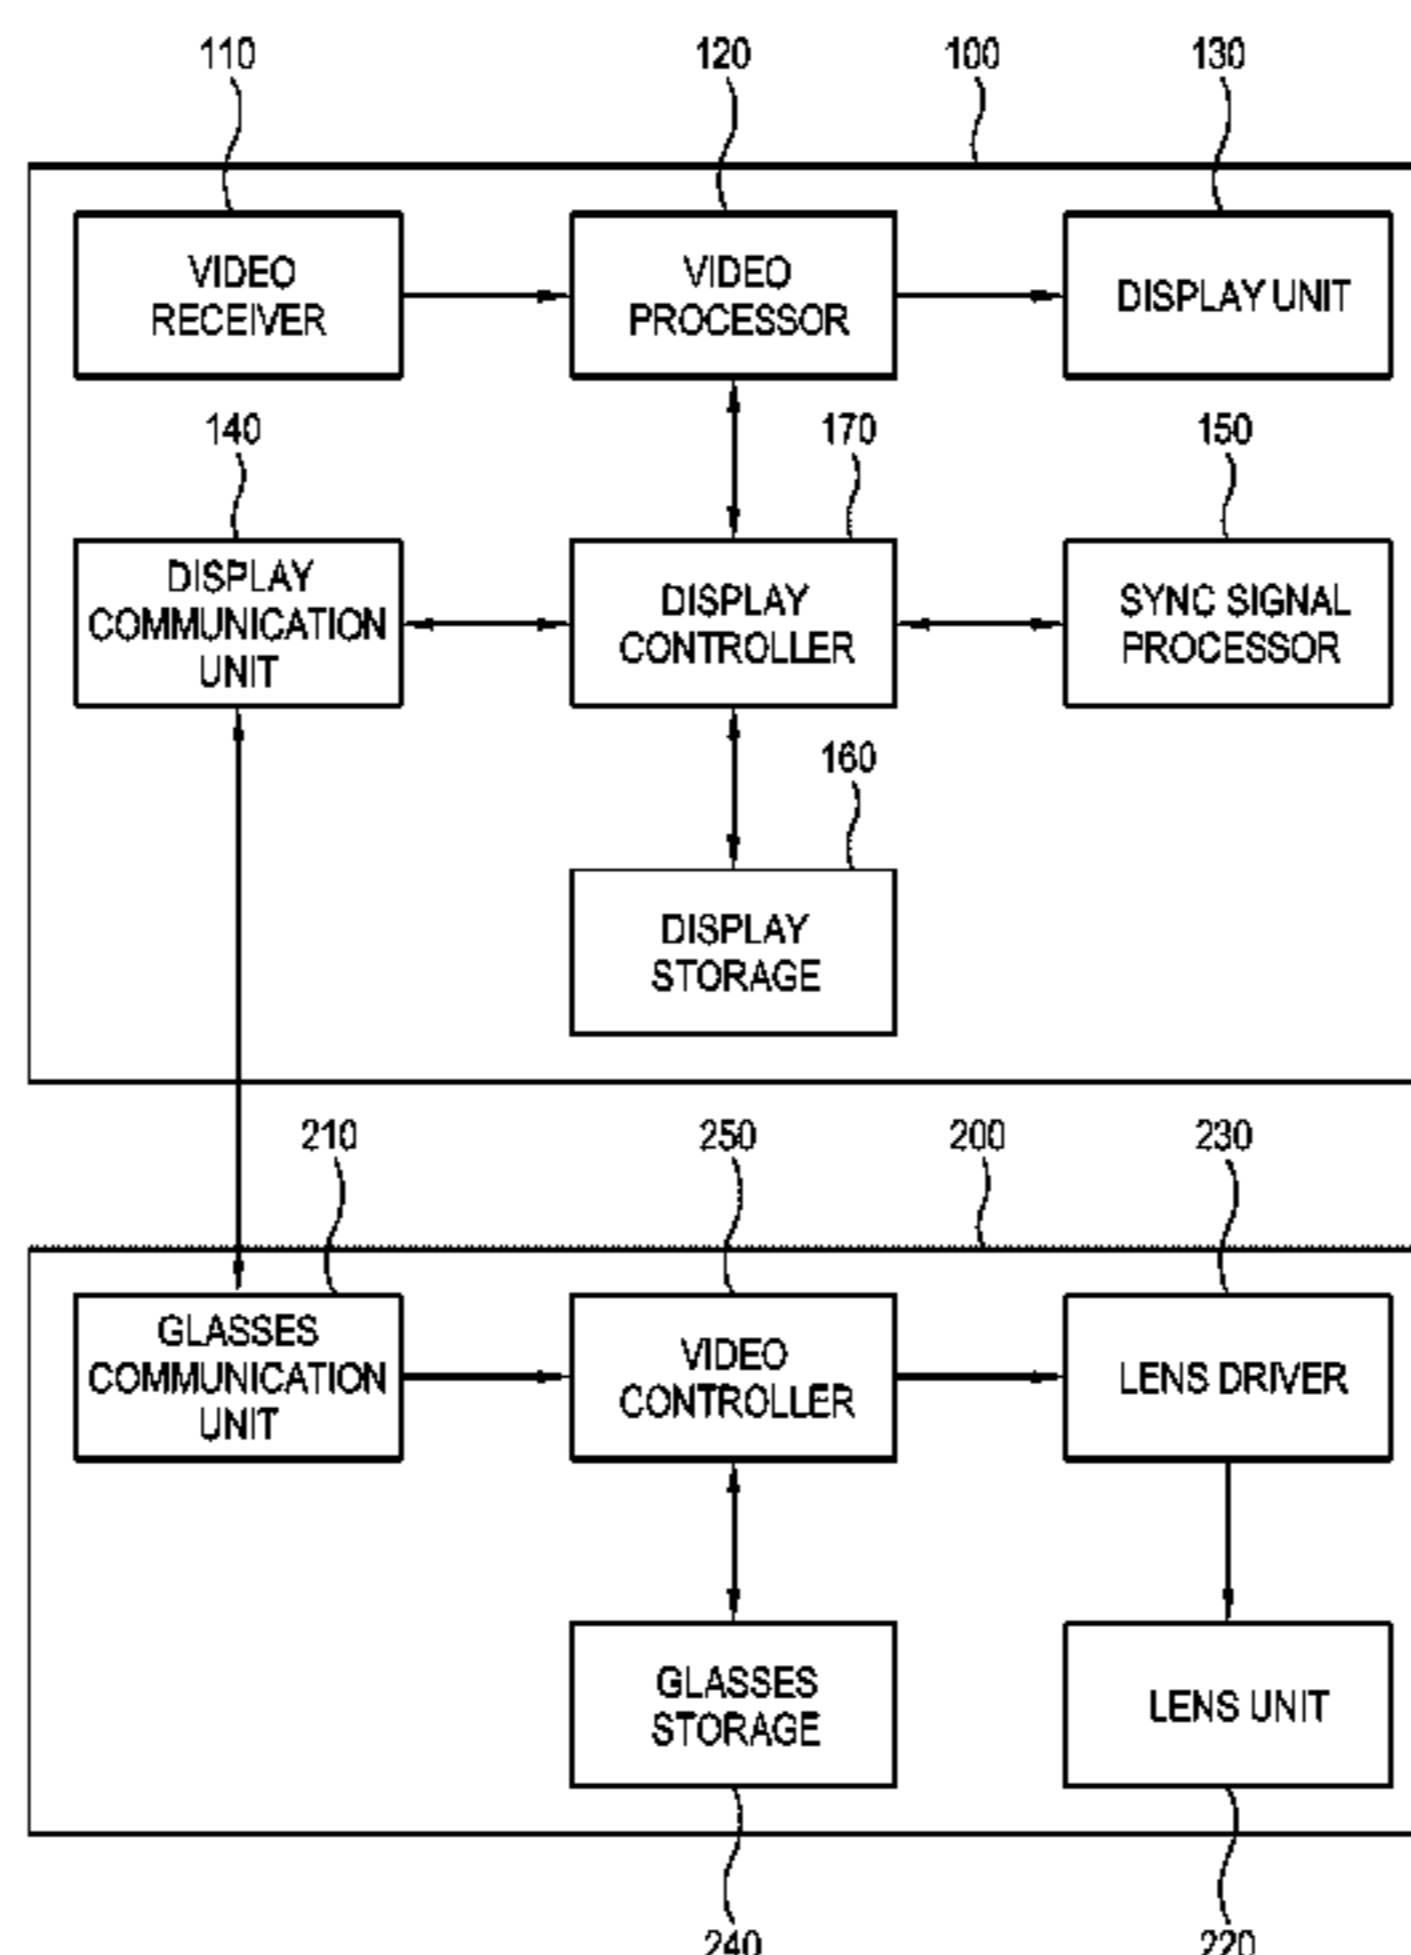 110 120 100 130
VIDEO
RECEIVER
VIDEO
PROCESSOR
DISPLAY UNIT
140 170 150
DISPLAY
COMMUNICATION
UNIT
DISPLAY
CONTROLLER
SYNC SIGNAL
PROCESSOR
160
DISPLAY
STORAGE
210 250 200 230
GLASSES
COMMUNICATION
UNIT
VIDEO
CONTROLLER
LENS DRIVER
GLASSES
STORAGE
LENS UNIT
240 220